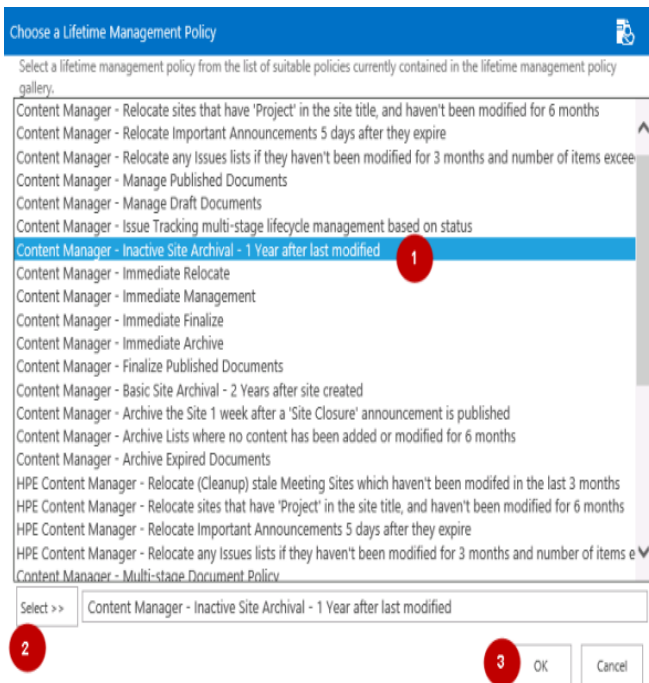 Choose a Lifetime Management Policy
Select a lifetime management policy from the list of suitable policies currently contained in the lifetime management policy
gallery.
Content Manager - Relocate sites that have 'Project' in the site title, and haven't been modified for 6 months
Content Manager - Relocate Important Announcements 5 days after they expire
Content Manager - Relocate any Issues lists if they haven't been modified for 3 months and number of items excee
Content Manager - Manage Published Documents
Content Manager - Manage Draft Documents
Content Manager - Issue Tracking multi-stage lifecycle management based on status
Content Manager - Inactive Site Archival - 1 Year after last modified
1
Content Manager - Immediate Relocate
Content Manager - Immediate Management
Content Manager - Immediate Finalize
Content Manager - Immediate Archive
Content Manager - Finalize Published Documents
Content Manager - Basic Site Archival - 2 Years after site created
Content Manager - Archive the Site 1 week after a 'Site Closure' announcement is published
Content Manager - Archive Lists where no content has been added or modified for 6 months
Content Manager - Archive Expired Documents
HPE Content Manager - Relocate (Cleanup) stale Meeting Sites which haven't been modifed in the last 3 months
HPE Content Manager - Relocate sites that have 'Project' in the site title, and haven't been modified for 6 months
HPE Content Manager - Relocate Important Announcements 5 days after they expire
HPE Content Manager - Relocate any Issues lists if they haven't been modified for 3 months and number of items e
Content Manager - Multi-stage Document Policy
Select >> Content Manager - Inactive Site Archival - 1 Year after last modified
2
3 OK Cancel